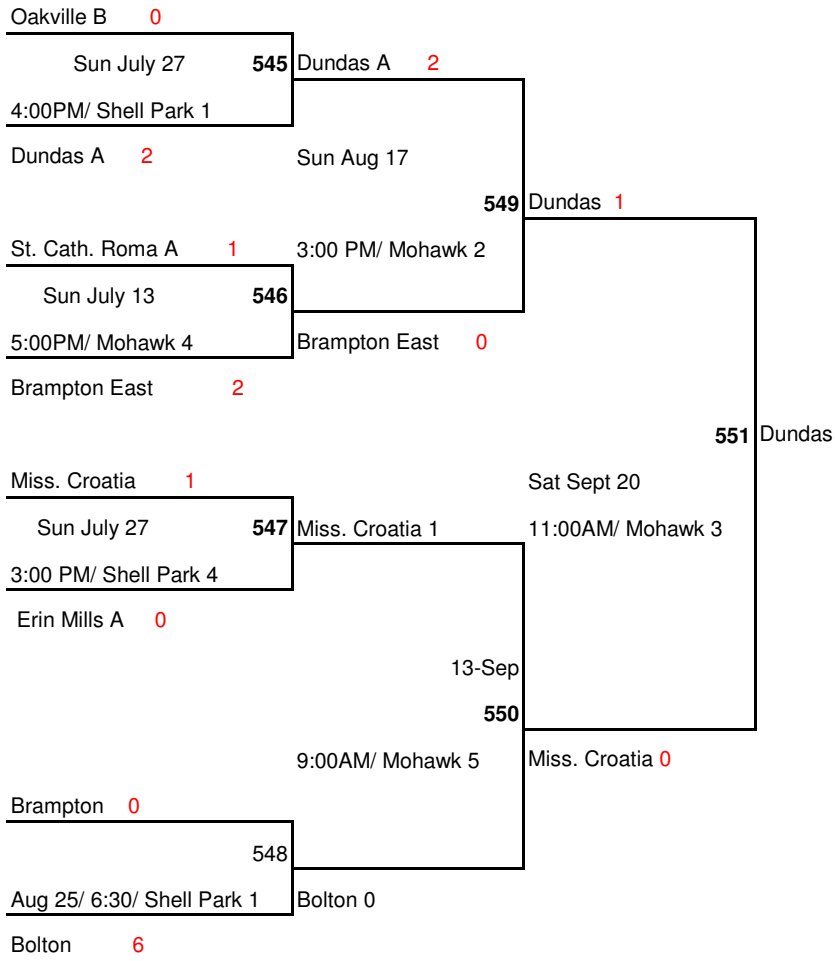 Oakville B 0
Sun July 27 545 Dundas A 2
4:00PM/ Shell Park 1
Dundas A 2 Sun Aug 17
549 Dundas 1
St. Cath. Roma A 1 3:00 PM/ Mohawk 2
Sun July 13 546
5:00PM/ Mohawk 4 Brampton East 0
Brampton East 2
551 Dundas
Miss. Croatia 1 Sat Sept 20
Sun July 27 547 Miss. Croatia 1 11:00AM/ Mohawk 3
3:00 PM/ Shell Park 4
Erin Mills A 0
13-Sep
550
9:00AM/ Mohawk 5 Miss. Croatia 0
Brampton 0
548
Aug 25/ 6:30/ Shell Park 1 Bolton 0
Bolton 6